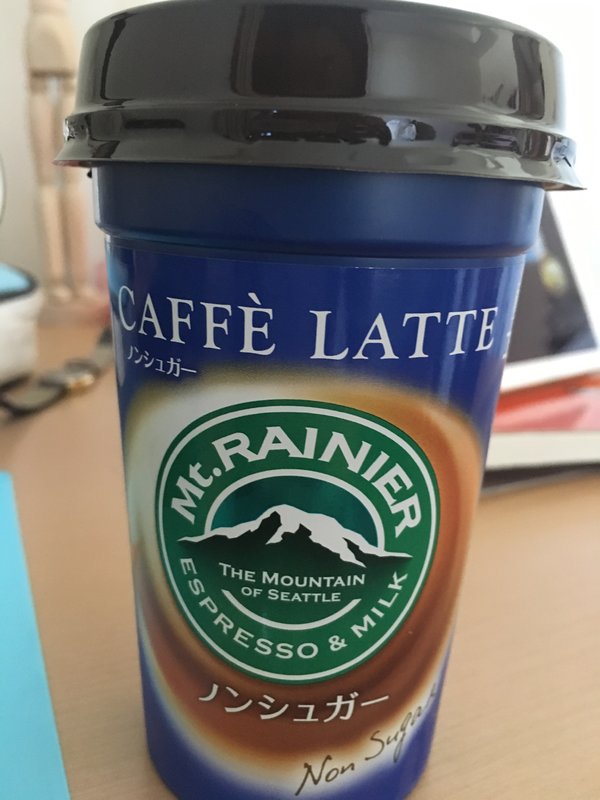 CAFFÈ LATTE
ノンシュガー
Mt. RAINIER
THE MOUNTAIN
OF SEATTLE
ESPRESSO & MILK
ノンシュガー
Non Sugar